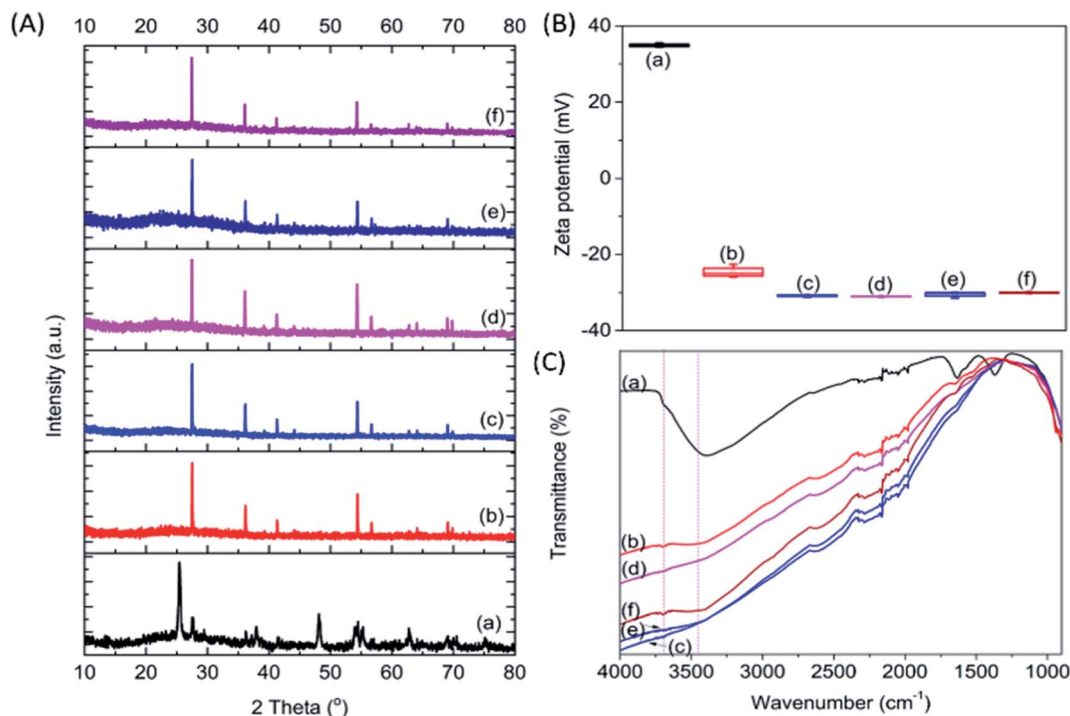 (A)
10 20 30 40 50 60 70 80
(f)
(e)
(d)
(c)
(b)
(a)
Intensity (a.u.)
10 20 30 40 50 60 70 80
2 Theta (°)
(B)
40
20
0
-20
-40
Zeta potential (mV)
(a)
(b)
(c)
(d)
(e)
(f)
(C)
(a)
(b)
(d)
(f)
(e)
(c)
Transmittance (%)
4000 3500 3000 2500 2000 1500 1000
Wavenumber (cm⁻¹)